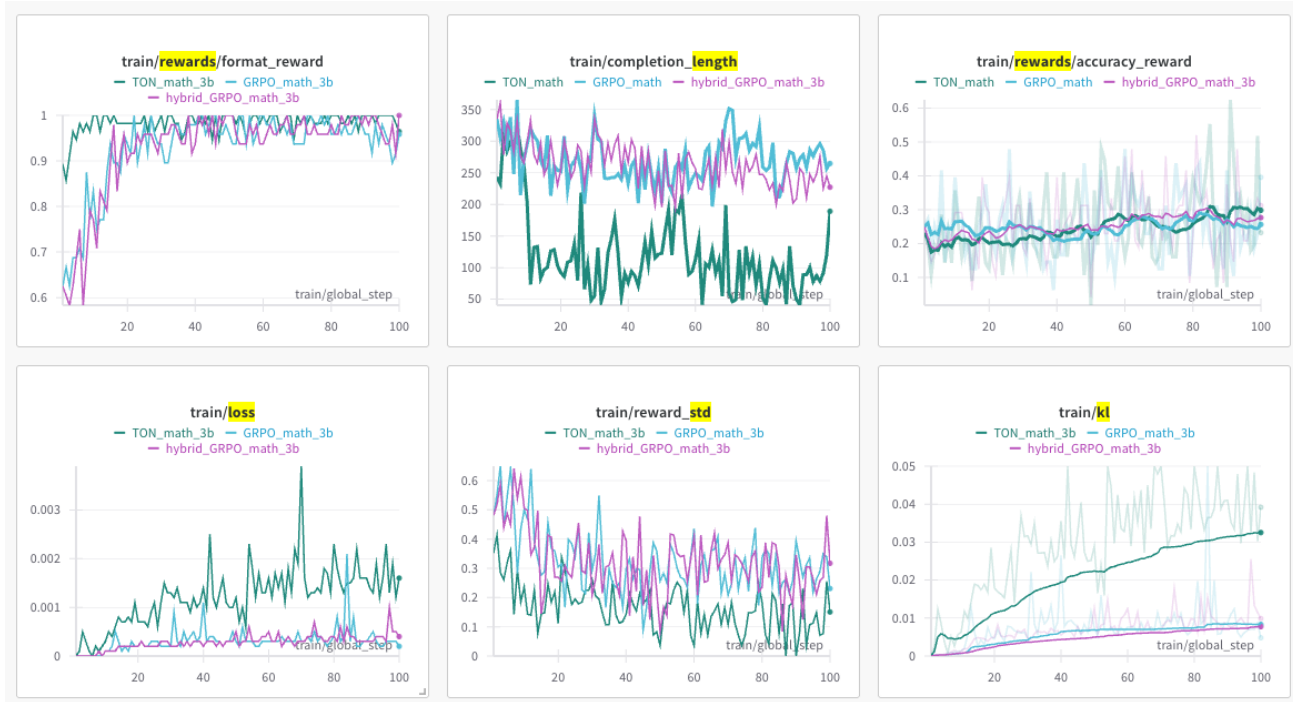 train/rewards/format_reward
TON_math_3b GRPO_math_3b
hybrid_GRPO_math_3b
1
0.9
0.8
0.7
0.6
train/global_step
20 40 60 80 100
train/completion_length
TON_math GRPO_math hybrid_GRPO_math_3b
350
300
250
200
150
100
50
train/global_step
20 40 60 80 100
train/rewards/accuracy_reward
TON_math GRPO_math hybrid_GRPO_math_3b
0.6
0.5
0.4
0.3
0.2
0.1
train/global_step
20 40 60 80 100
train/loss
TON_math_3b GRPO_math_3b
hybrid_GRPO_math_3b
0.003
0.002
0.001
0
train/global_step
20 40 60 80 100
train/reward_std
TON_math_3b GRPO_math_3b
hybrid_GRPO_math_3b
0.6
0.5
0.4
0.3
0.2
0.1
0
train/global_step
20 40 60 80 100
train/kl
TON_math_3b GRPO_math_3b
hybrid_GRPO_math_3b
0.05
0.04
0.03
0.02
0.01
0
train/global_step
20 40 60 80 100